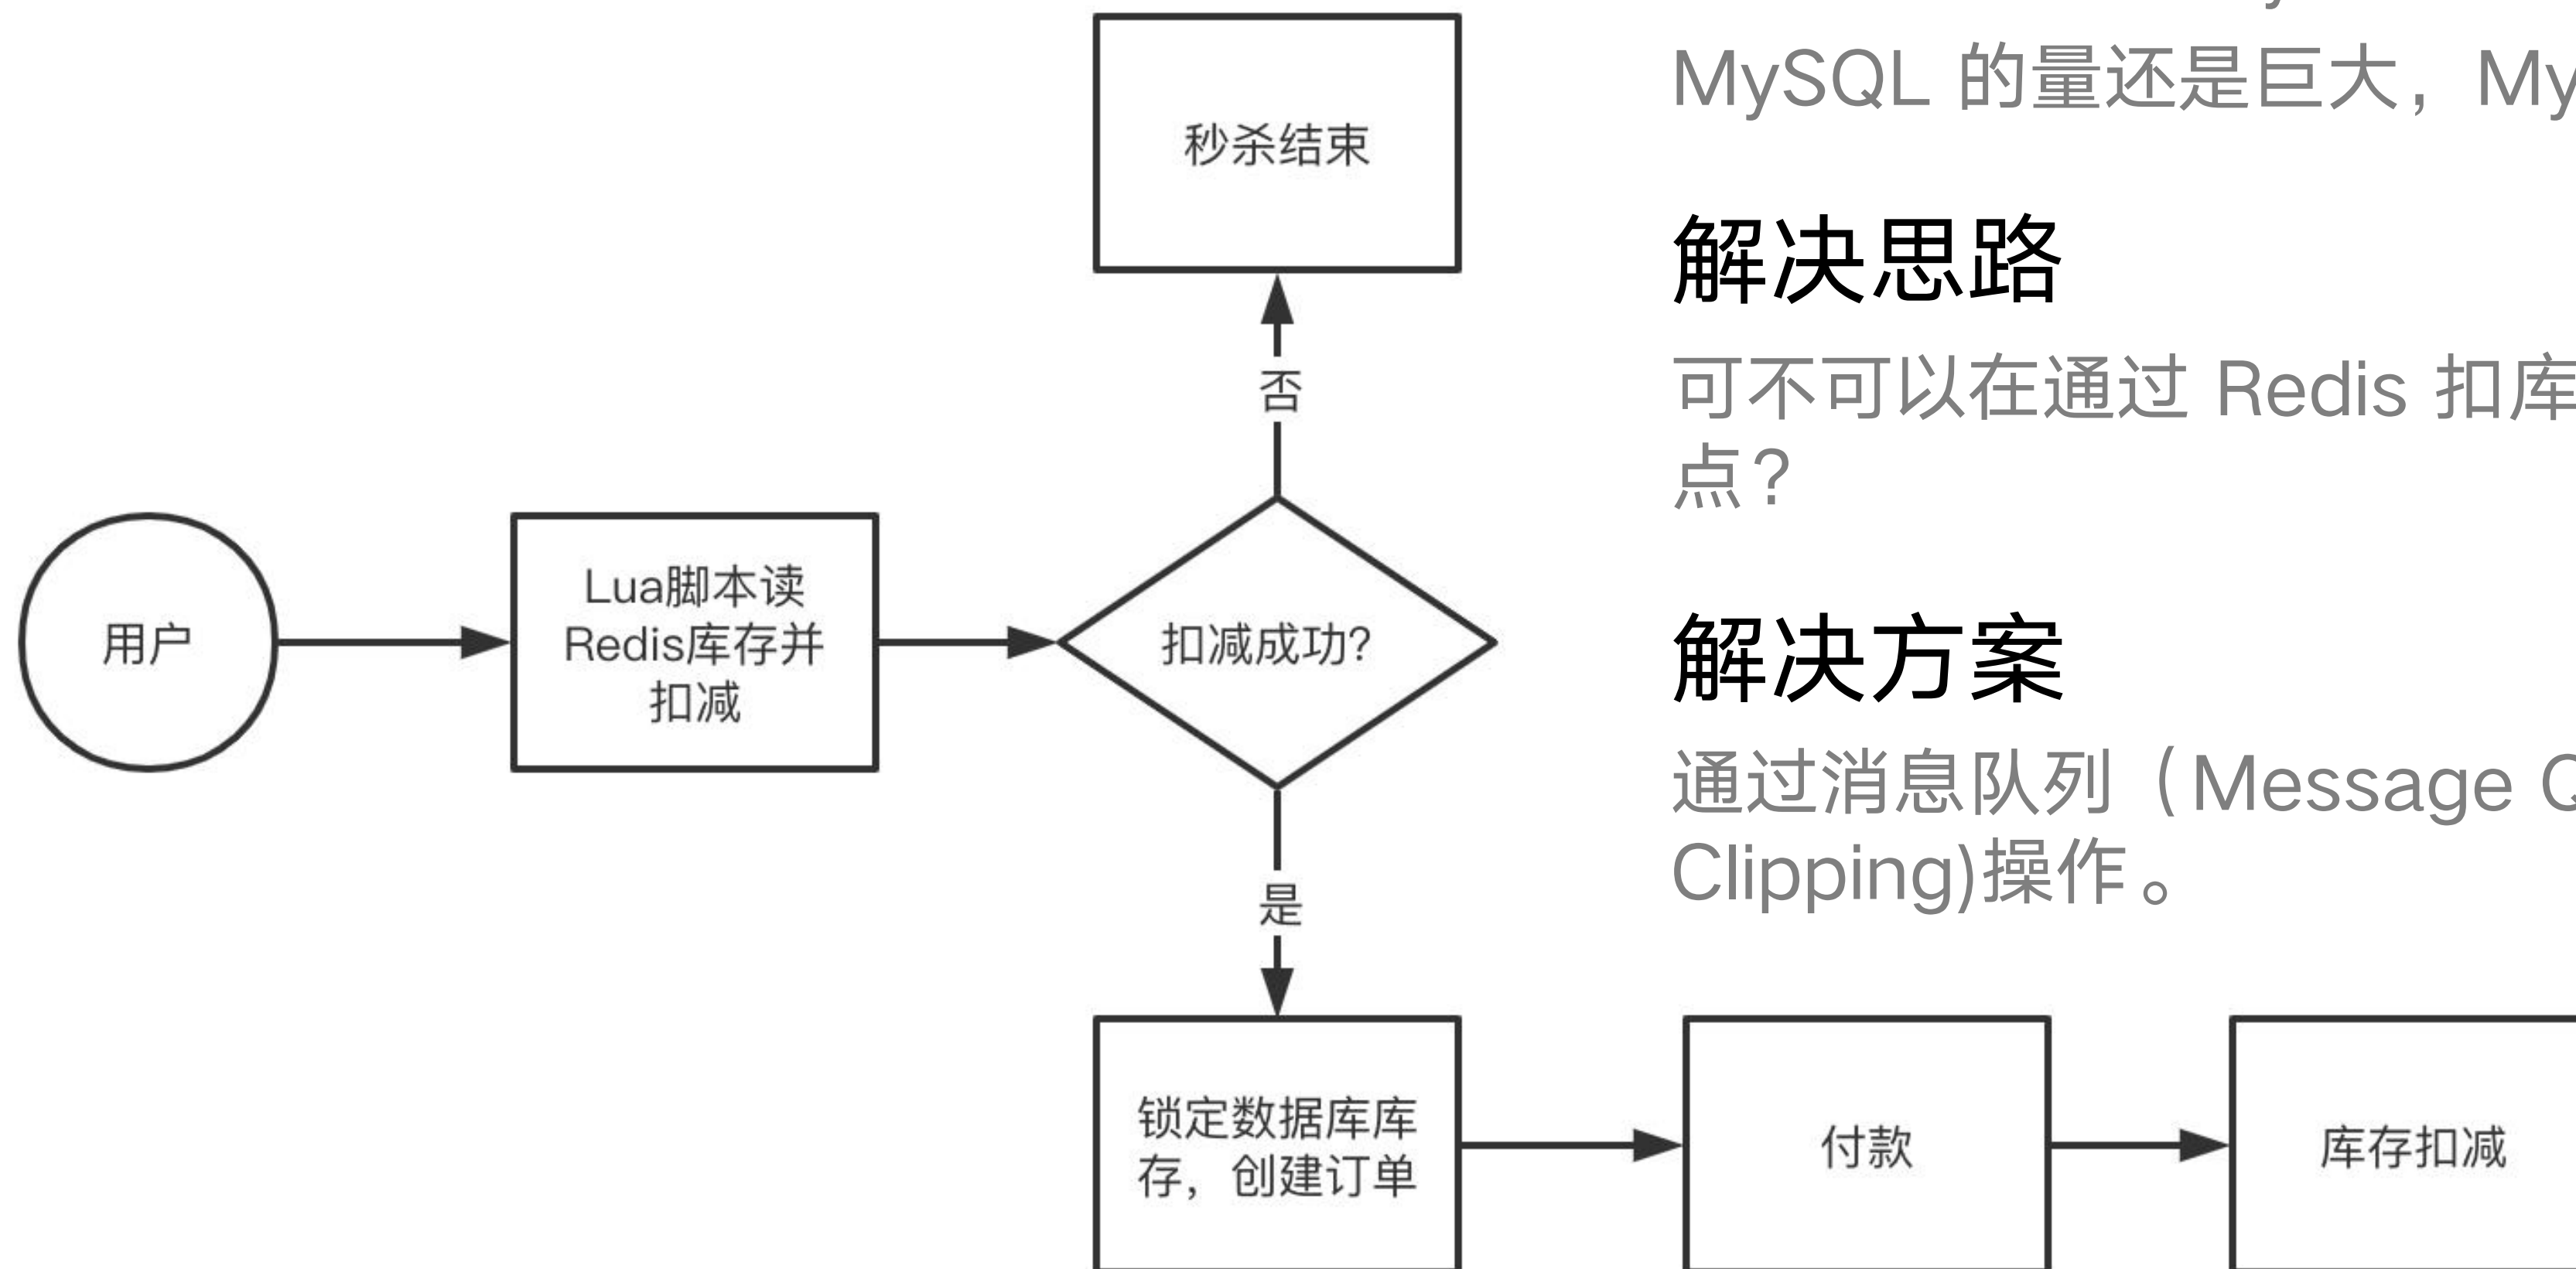 秒杀结束
否
用户
Lua脚本读
Redis库存并
扣减
扣减成功?
是
锁定数据库库
存，创建订单
付款
库存扣减
MySQL 的量还是巨大，My
解决思路
可不可以在通过 Redis 扣库
点？
解决方案
通过消息队列（Message
Clipping)操作。